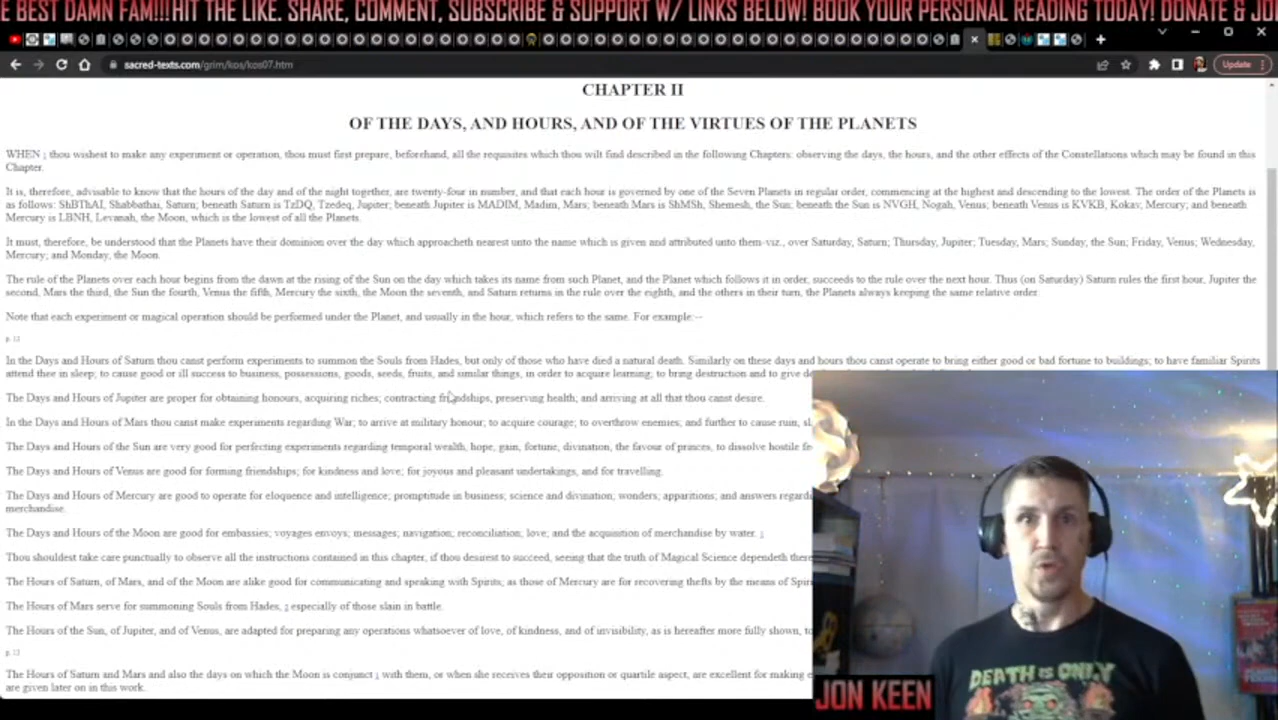 E BEST DAMN FAM!!! HIT THE LIKE. SHARE, COMMENT, SUBSCRIBE & SUPPORT W/ LINKS BELOW! BOOK YOUR PERSONAL READING TODAY! DONATE & JOI
sacred-texts.com/grim/kos/kos07.htm
Update
CHAPTER II
OF THE DAYS, AND HOURS, AND OF THE VIRTUES OF THE PLANETS
WHEN 1 thou wishest to make any experiment or operation, thou must first prepare, beforehand, all the requisites which thou wilt find described in the following Chapters: observing the days, the hours, and the other effects of the Constellations which may be found in this
Chapter.
It is, therefore, advisable to know that the hours of the day and of the night together, are twenty-four in number, and that each hour is governed by one of the Seven Planets in regular order, commencing at the highest and descending to the lowest. The order of the Planets is
as follows: ShBThAI, Shabbathai, Saturn; beneath Saturn is TzDQ, Tzedeq, Jupiter; beneath Jupiter is MADIM, Madim, Mars; beneath Mars is ShMSh, Shemesh, the Sun; beneath the Sun is NVGH, Nogah, Venus; beneath Venus is KVKB, Kokav, Mercury; and beneath
Mercury is LBNH, Levanah, the Moon, which is the lowest of all the Planets.
It must, therefore, be understood that the Planets have their dominion over the day which approacheth nearest unto the name which is given and attributed unto them-viz., over Saturday, Saturn; Thursday, Jupiter; Tuesday, Mars; Sunday, the Sun; Friday, Venus; Wednesday,
Mercury; and Monday, the Moon.
The rule of the Planets over each hour begins from the dawn at the rising of the Sun on the day which takes its name from such Planet, and the Planet which follows it in order, succeeds to the rule over the next hour. Thus (on Saturday) Saturn rules the first hour, Jupiter the
second, Mars the third, the Sun the fourth, Venus the fifth, Mercury the sixth, the Moon the seventh, and Saturn returns in the rule over the eighth, and the others in their turn, the Planets always keeping the same relative order.
Note that each experiment or magical operation should be performed under the Planet, and usually in the hour, which refers to the same. For example:--
In the Days and Hours of Saturn thou canst perform experiments to summon the Souls from Hades, but only of those who have died a natural death. Similarly on these days and hours thou canst operate to bring either good or bad fortune to buildings; to have familiar Spirits
attend thee in sleep; to cause good or ill success to business, possessions, goods, seeds, fruits, and similar things, in order to acquire learning; to bring destruction and to give de
The Days and Hours of Jupiter are proper for obtaining honours, acquiring riches; contracting friendships, preserving health; and arriving at all that thou canst desire.
In the Days and Hours of Mars thou canst make experiments regarding War; to arrive at military honour; to acquire courage; to overthrow enemies; and further to cause ruin, sl
The Days and Hours of the Sun are very good for perfecting experiments regarding temporal wealth, hope, gain, fortune, divination, the favour of princes, to dissolve hostile fe
The Days and Hours of Venus are good for forming friendships; for kindness and love; for joyous and pleasant undertakings, and for travelling.
The Days and Hours of Mercury are good to operate for eloquence and intelligence; promptitude in business; science and divination; wonders; apparitions; and answers regardi
merchandise.
The Days and Hours of the Moon are good for embassies; voyages envoys; messages; navigation; reconciliation; love; and the acquisition of merchandise by water.
Thou shouldest take care punctually to observe all the instructions contained in this chapter, if thou desirest to succeed, seeing that the truth of Magical Science dependeth there
The Hours of Saturn, of Mars, and of the Moon are alike good for communicating and speaking with Spirits; as those of Mercury are for recovering thefts by the means of Spiri
The Hours of Mars serve for summoning Souls from Hades, especially of those slain in battle.
The Hours of the Sun, of Jupiter, and of Venus, are adapted for preparing any operations whatsoever of love, of kindness, and of invisibility, as is hereafter more fully shown, to
The Hours of Saturn and Mars and also the days on which the Moon is conjunct with them, or when she receives their opposition or quartile aspect, are excellent for making e
are given later on in this work.
JON KEEN
DEATH IS ONLY